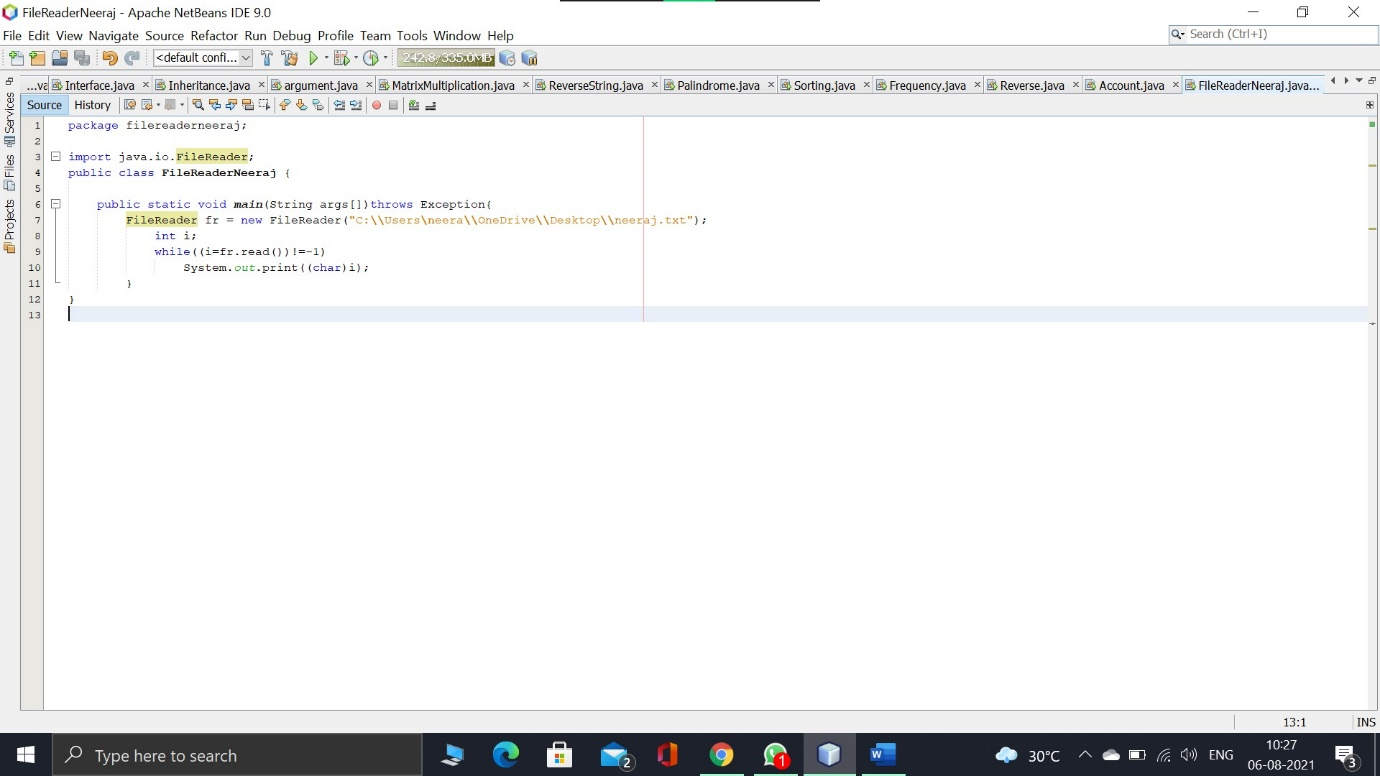 FileReaderNeeraj - Apache NetBeans IDE 9.0
File Edit View Navigate Source Refactor Run Debug Profile Team Tools Window Help
Search (Ctrl+I)
<default confi...
242.8/335.0MB
...va Interface.java Inheritance.java argument.java MatrixMultiplication.java ReverseString.java Palindrome.java Sorting.java Frequency.java Reverse.java Account.java FileReaderNeeraj.java...
Source History
Services
Files
Projects
1 package filereaderneeraj;
2
3 import java.io.FileReader;
4 public class FileReaderNeeraj {
5
6 public static void main(String args[])throws Exception{
7 FileReader fr = new FileReader("C:\\Users\neera\\OneDrive\\Desktop\\neeraj.txt");
8 int i;
9 while((i=fr.read())!=-1)
10 System.out.print((char)i);
11 }
12 }
13
13:1 INS
Type here to search
2
1
W
30°C
ENG
10:27
06-08-2021
3